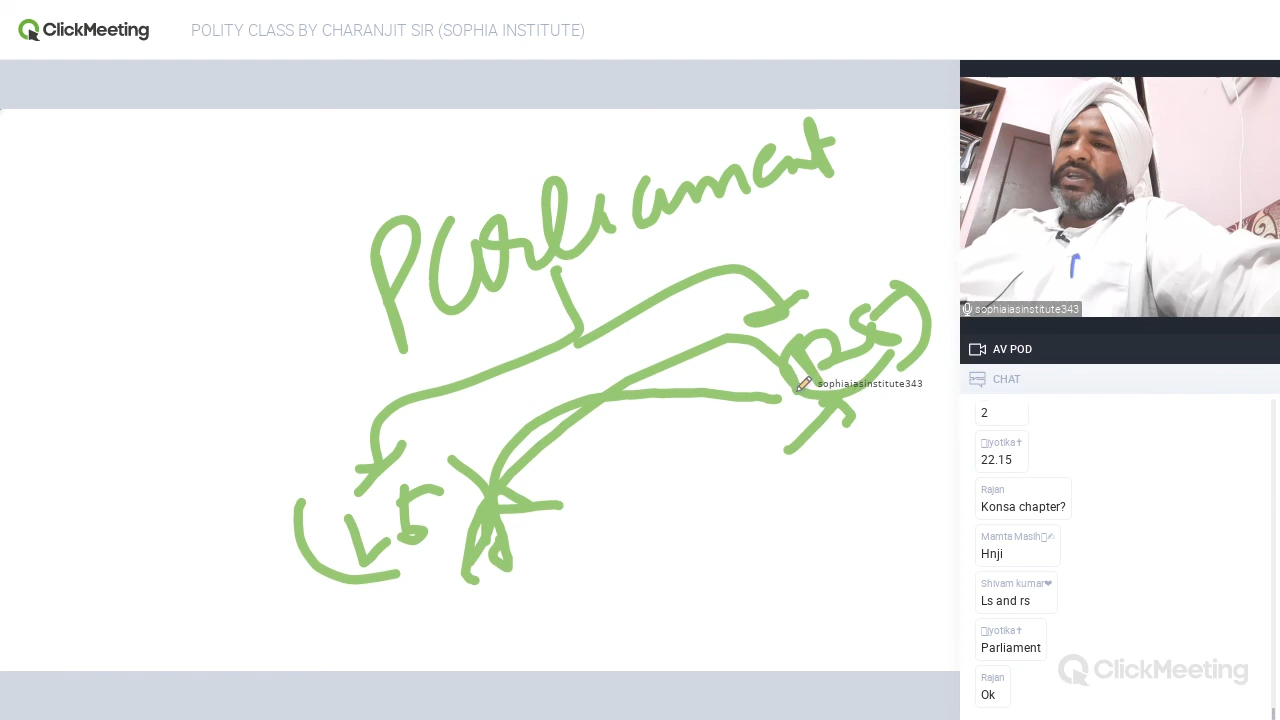 ClickMeeting
POLITY CLASS BY CHARANJIT SIR (SOPHIA INSTITUTE)
Parliament
(RS)
sophiaiasinstitute343
(LS
sophiaiasinstitute343
AV POD
CHAT
2
jyotika
22.15
Rajan
Konsa chapter?
Mamta Masih
Hnji
Shivam kumar❤
Ls and rs
jyotika
Parliament
Rajan
Ok
ClickMeeting